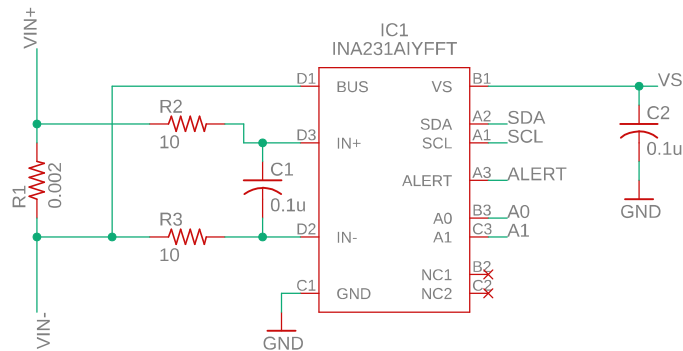 VIN+
IC1
INA231AIYFFT
D1
BUS
VS
B1
VS
R2
10
D3
IN+
SDA
A2
SDA
SCL
A1
SCL
C2
0.1u
GND
R1
0.002
C1
0.1u
ALERT
A3
ALERT
R3
10
D2
IN-
A0
B3
A0
A1
C3
A1
NC1
B2
C1
GND
NC2
C2
GND
VIN-